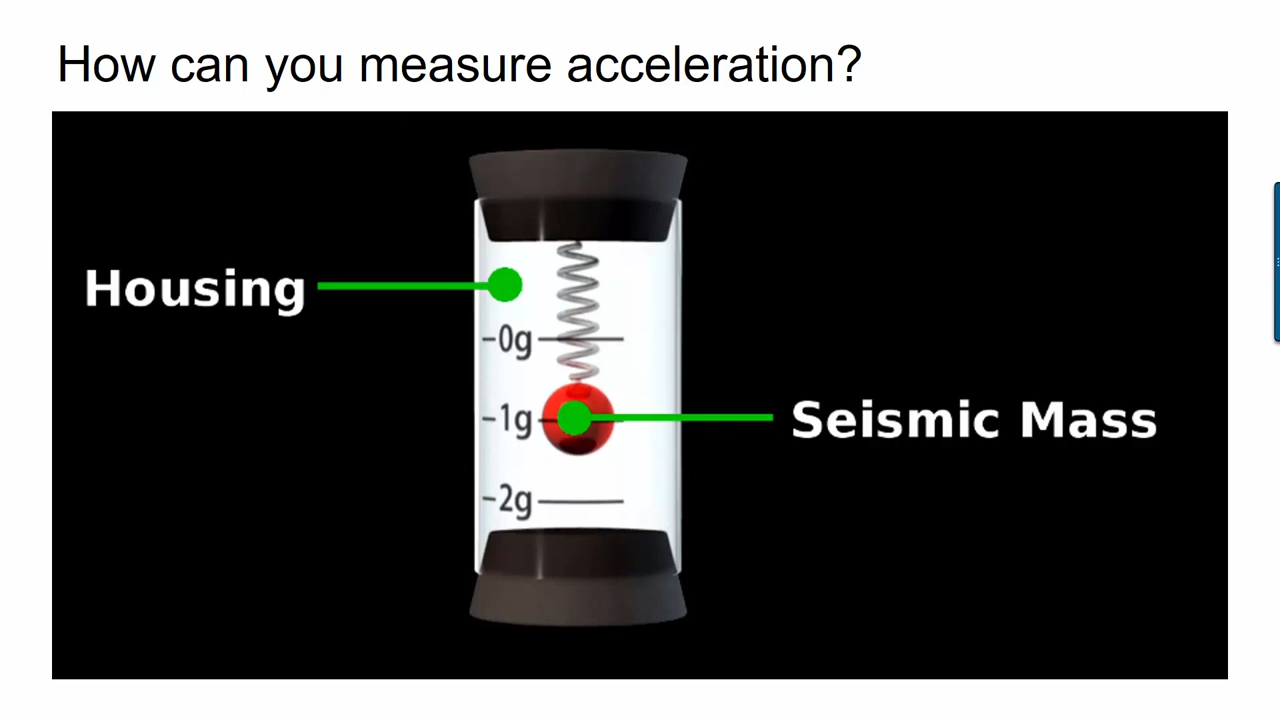 How can you measure acceleration?
Housing
–0g
–1g
Seismic Mass
–2g